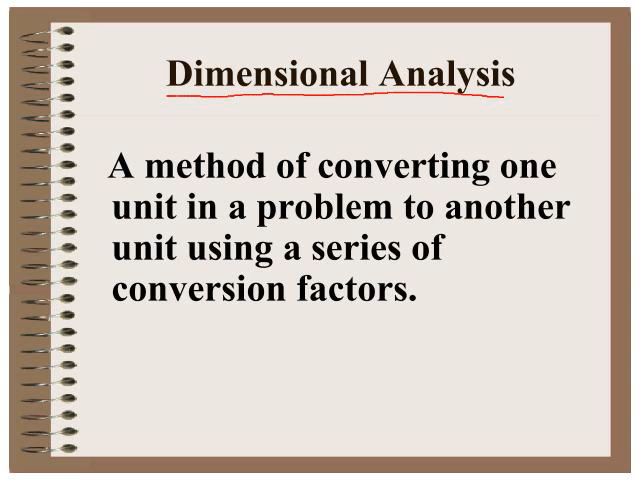 Dimensional Analysis
A method of converting one
unit in a problem to another
unit using a series of
conversion factors.